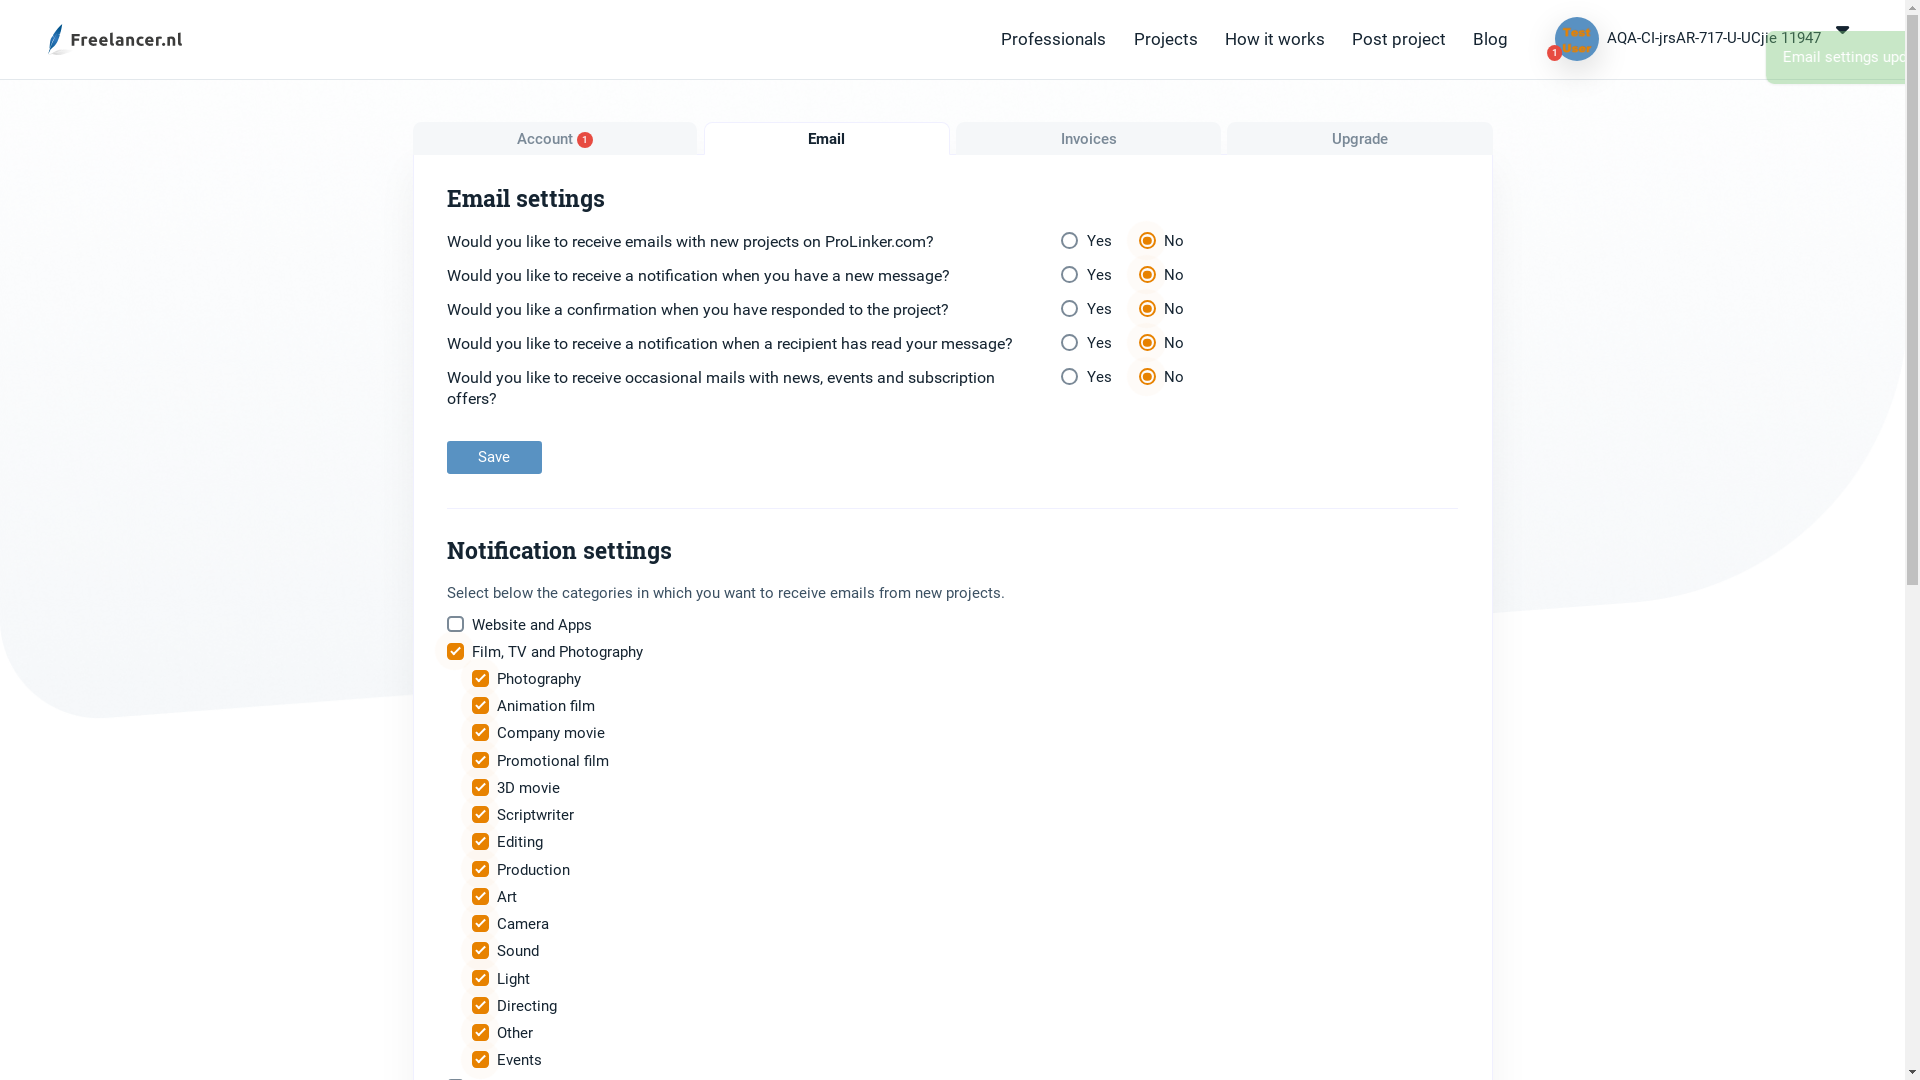 Freelancer.nl
Professionals
Projects
How it works
Post project
Blog
Test
User
1
AQA-CI-jrsAR-717-U-UCjie 11947
Email settings
Account 1
Email
Invoices
Upgrade
Email settings
Would you like to receive emails with new projects on ProLinker.com?
Yes
No
Would you like to receive a notification when you have a new message?
Yes
No
Would you like a confirmation when you have responded to the project?
Yes
No
Would you like to receive a notification when a recipient has read your message?
Yes
No
Would you like to receive occasional mails with news, events and subscription
offers?
Yes
No
Save
Notification settings
Select below the categories in which you want to receive emails from new projects.
Website and Apps
Film, TV and Photography
Photography
Animation film
Company movie
Promotional film
3D movie
Scriptwriter
Editing
Production
Art
Camera
Sound
Light
Directing
Other
Events